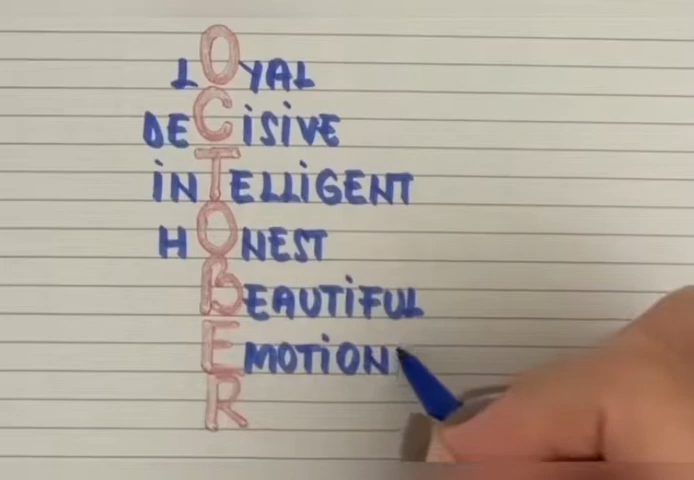 LOYAL
DECiSiVE
iNTELLiGENT
HONEST
BEAUTiFUL
EMOTiON
R